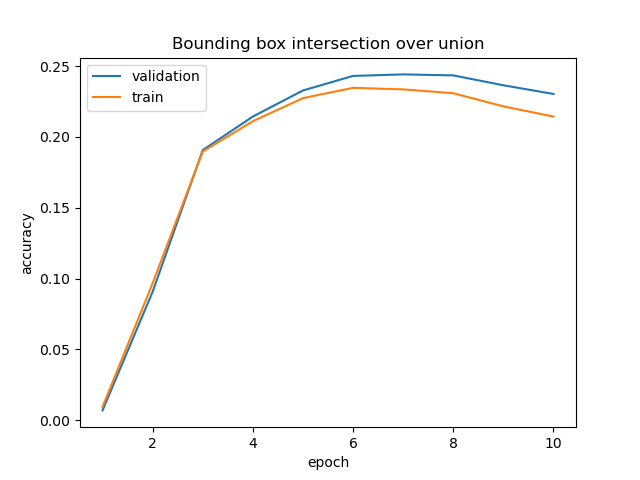 Bounding box intersection over union
validation
train
0.25
0.20
0.15
0.10
0.05
0.00
accuracy
2 4 6 8 10
epoch